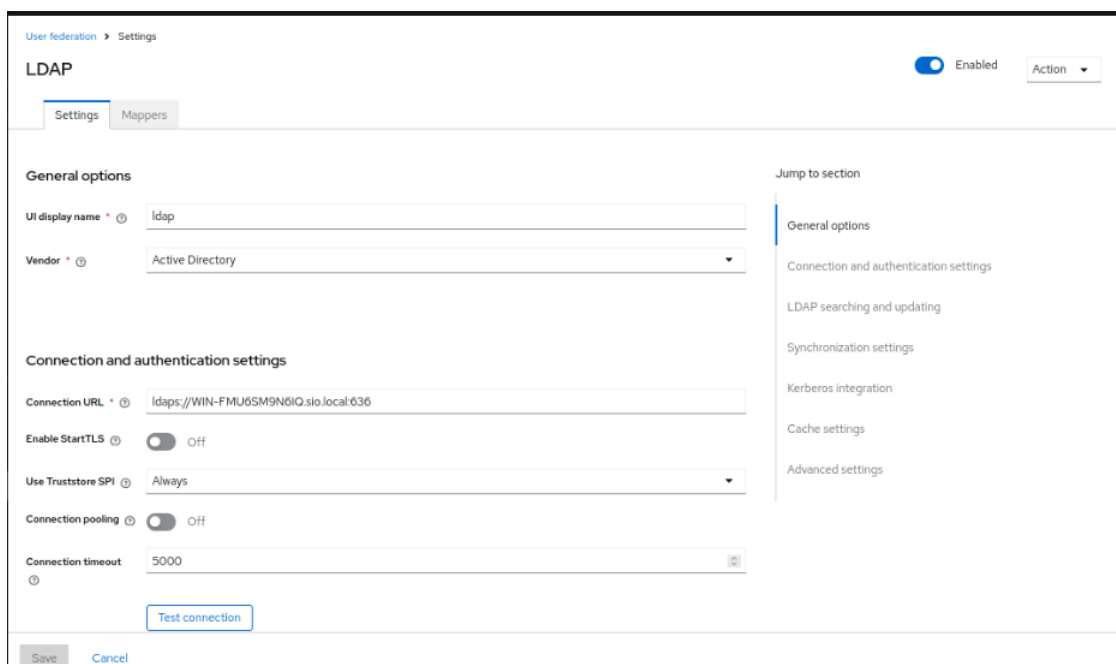 User federation > Settings
LDAP
Enabled
Action
Settings Mappers
General options
UI display name * ldap
Vendor * Active Directory
Connection and authentication settings
Connection URL * ldaps://WIN-FMU6SM9N6IQ.sio.local:636
Enable StartTLS Off
Use Truststore SPI Always
Connection pooling Off
Connection timeout 5000
Test connection
Save Cancel
Jump to section
General options
Connection and authentication settings
LDAP searching and updating
Synchronization settings
Kerberos integration
Cache settings
Advanced settings